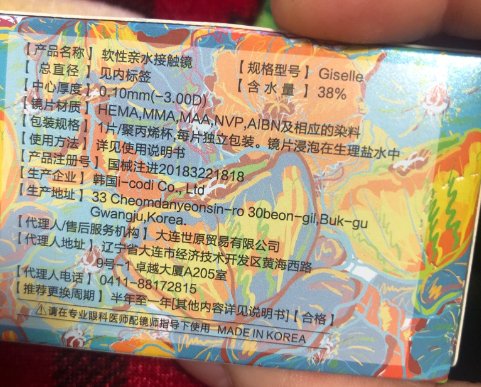 【产品名称】软性亲水接触镜
【规格型号】Giselle
【总直径】见内标签
【含水量】38%
【中心厚度】0.10mm(-3.00D)
【镜片材质】HEMA,MMA,MAA,NVP,AIBN及相应的染料
【包装规格】1片/聚丙烯杯,每片独立包装。镜片浸泡在生理盐水中
【使用方法】详见使用说明书
【产品注册号】国械注进20183221818
【生产企业】韩国i-codi Co., Ltd
【生产地址】33 Cheomdanyeonsin-ro 30beon-gil,Buk-gu
Gwangju,Korea.
【代理人/售后服务机构】大连世原贸易有限公司
【代理人地址】辽宁省大连市经济技术开发区黄海西路
9号-1 卓越大厦A205室
【代理人电话】0411-88172815
【推荐更换周期】半年至一年[其他内容详见说明书]【合格】
⚠请在专业眼科医师配镜师指导下使用 MADE IN KOREA